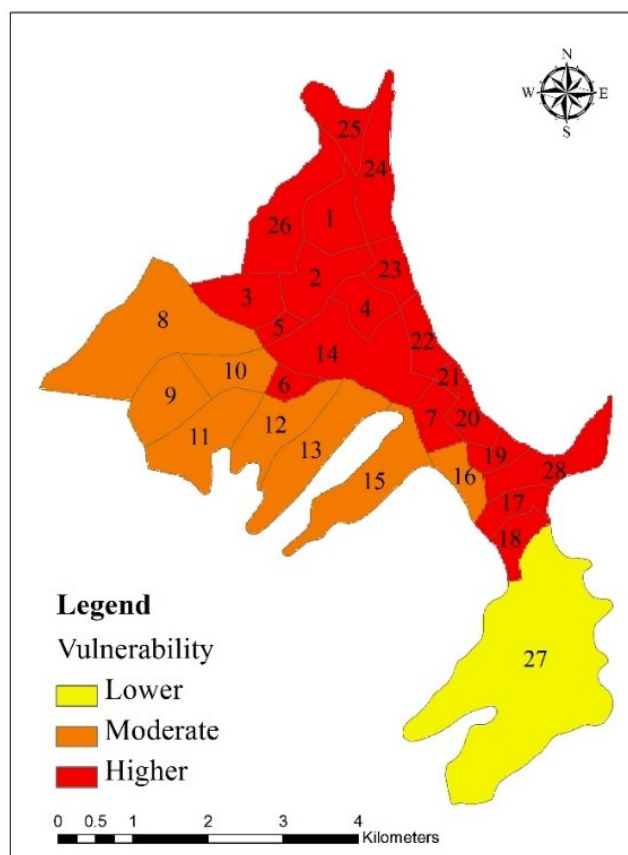 N
W E
S
25
24
26 1
23
2
3 4
8 5
22
14
10 21
6
9 7 20
12
11 13 19
16 28
15
17
18
27
Legend
Vulnerability
Lower
Moderate
Higher
0 0.5 1 2 3 4
Kilometers